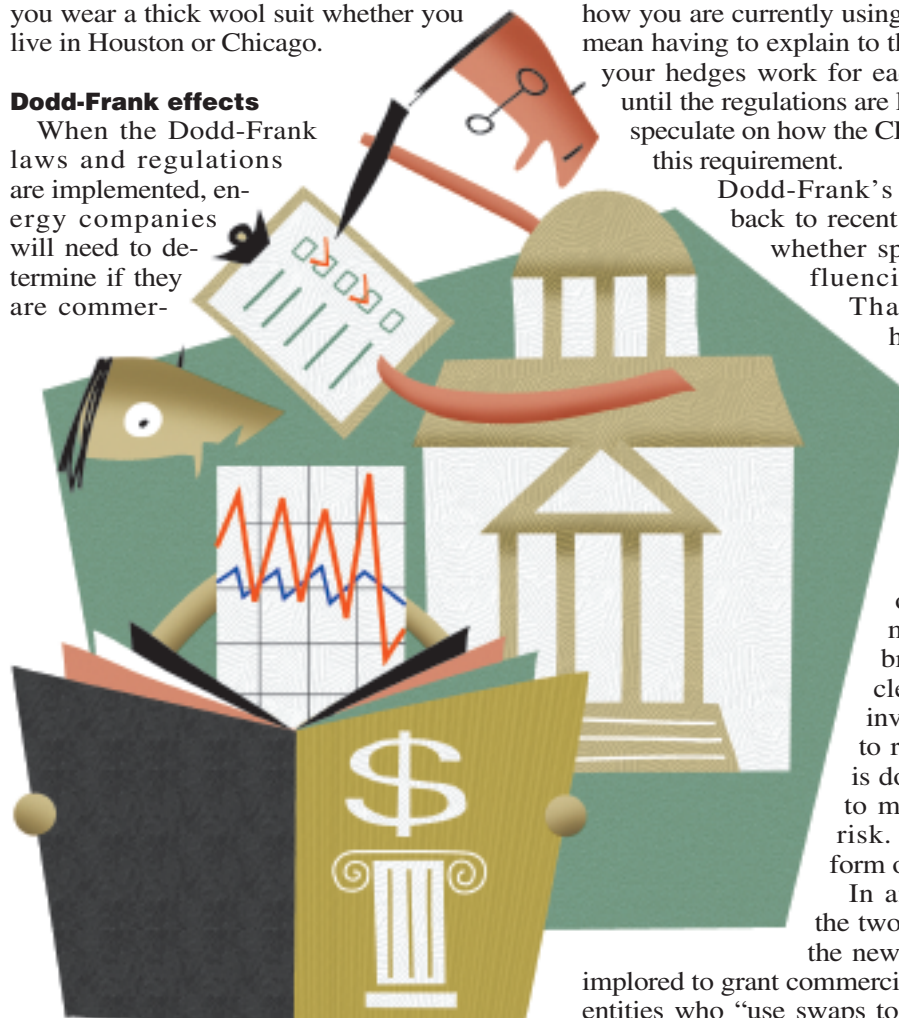 you wear a thick wool suit whether you
live in Houston or Chicago.
Dodd-Frank effects
When the Dodd-Frank
laws and regulations
are implemented, en-
ergy companies
will need to de-
termine if they
are commer-
$
how you are currently using
mean having to explain to th
your hedges work for eac
until the regulations are
speculate on how the
this requirement.
Dodd-Frank’s
back to recent
whether sp
fluenci
Tha
h
br
cle
inv
to r
is do
to m
risk.
form o
In a
the two
the new
implored to grant commerci
entities who “use swaps to